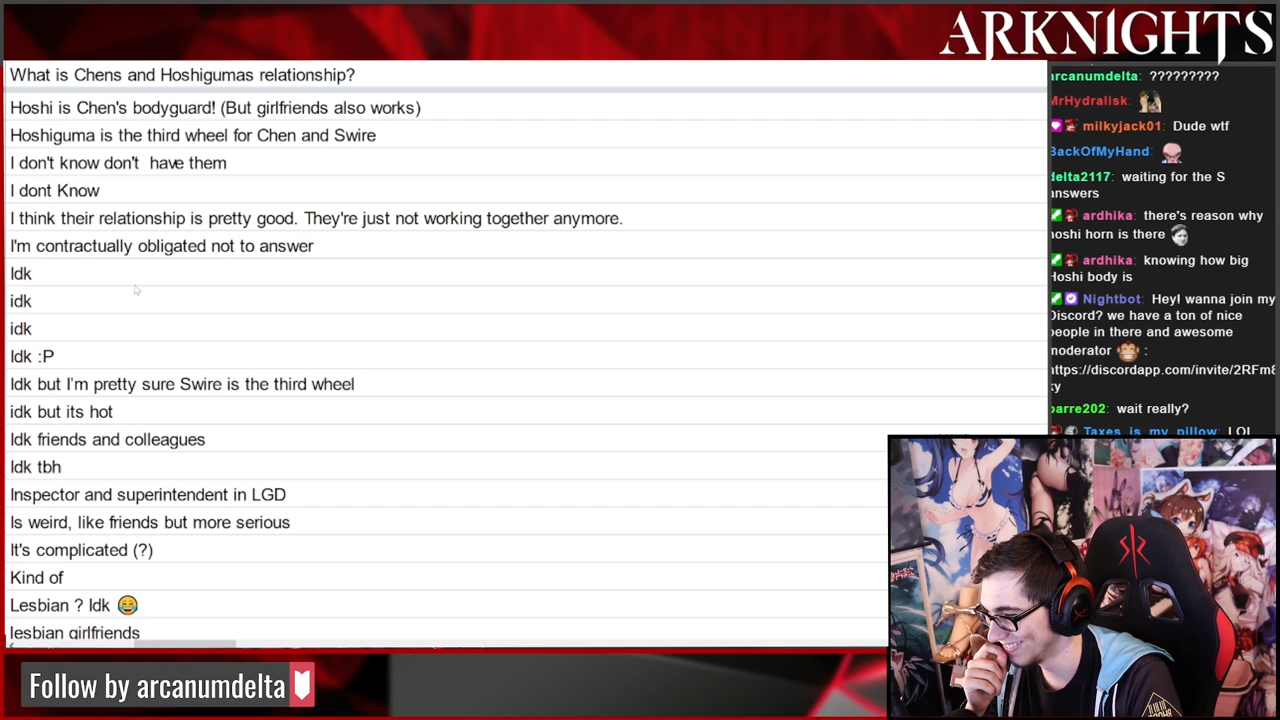 ARKNIGHTS
What is Chens and Hoshigumas relationship?
Hoshi is Chen's bodyguard! (But girlfriends also works)
Hoshiguma is the third wheel for Chen and Swire
I don't know don't have them
I dont Know
I think their relationship is pretty good. They're just not working together anymore.
I'm contractually obligated not to answer
Idk
idk
idk
Idk :P
Idk but I'm pretty sure Swire is the third wheel
idk but its hot
Idk friends and colleagues
Idk tbh
Inspector and superintendent in LGD
Is weird, like friends but more serious
It's complicated (?)
Kind of
Lesbian ? Idk 😂
lesbian girlfriends
arcanumdelta: ?????????
MrHydralisk:
milkyjack01: Dude wtf
BackOfMyHand:
delta2117: waiting for the S
answers
ardhika: there's reason why
hoshi horn is there
ardhika: knowing how big
Hoshi body is
Nightbot: Hey! wanna join my
Discord? we have a ton of nice
people in there and awesome
moderator :
https://discordapp.com/invite/2RFm8
ky
parre202: wait really?
Taxes_is_my_pillow: LOL
Follow by arcanumdelta